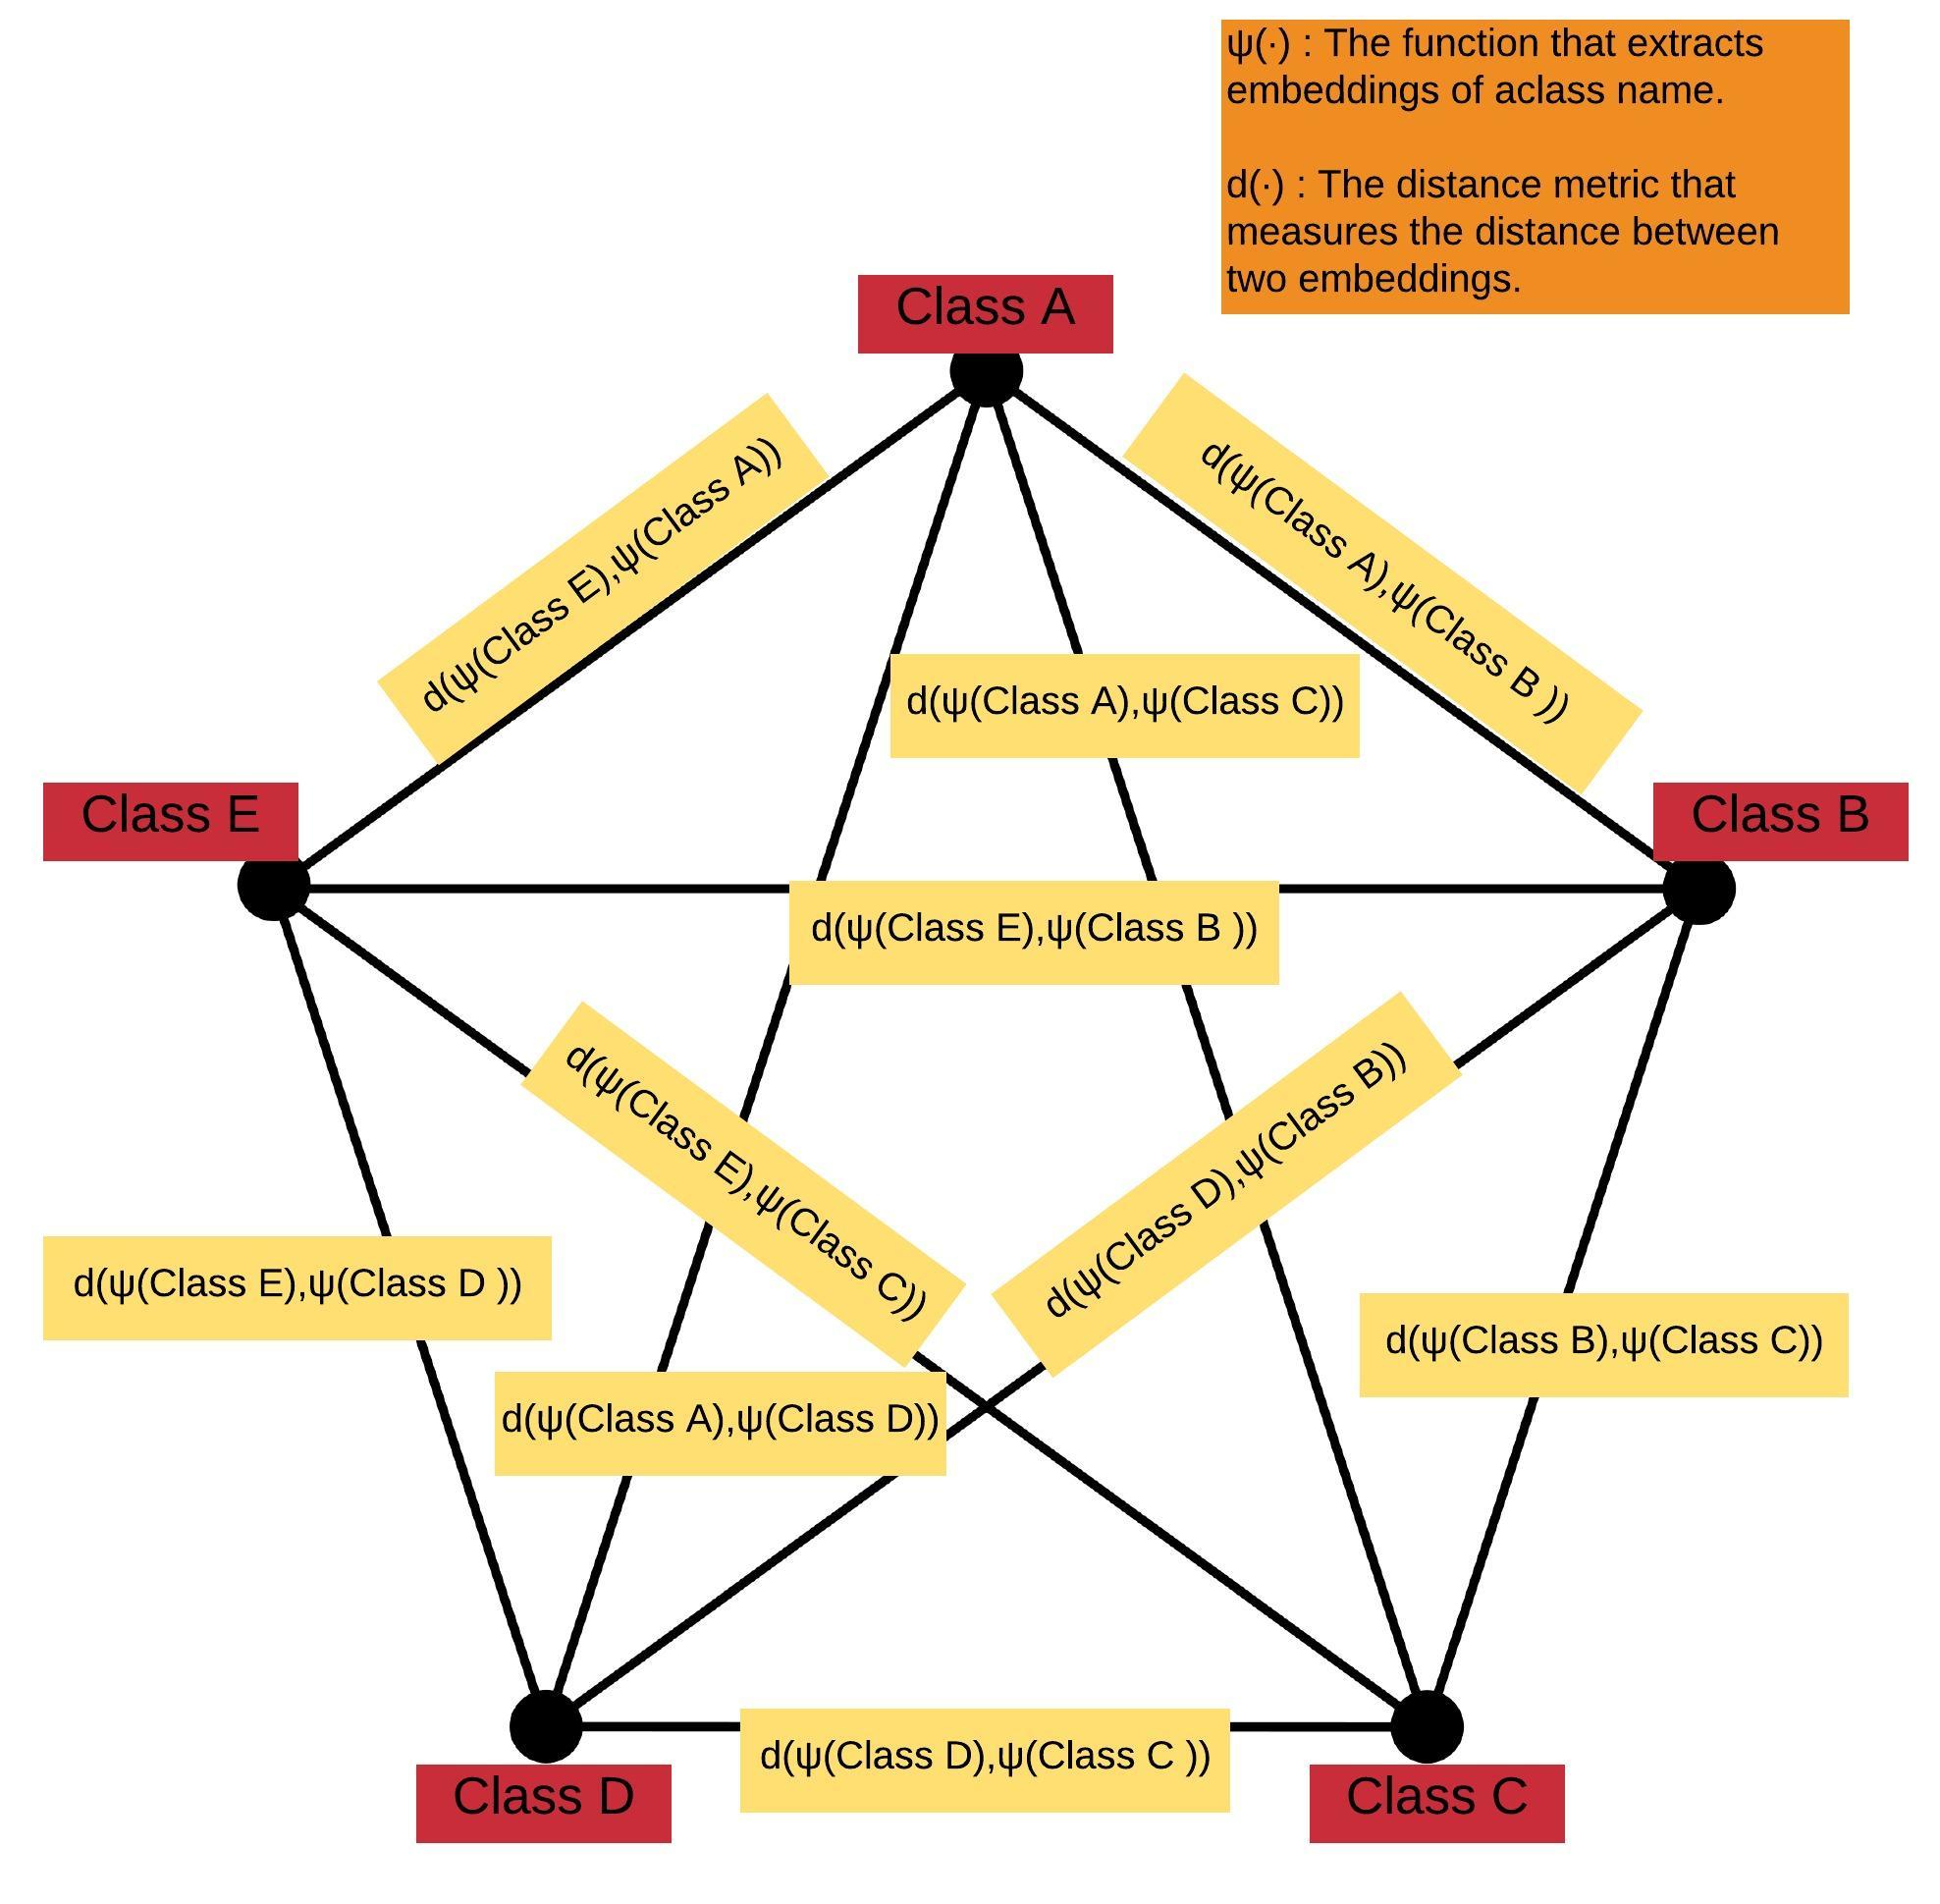 ψ(·) : The function that extracts
embeddings of aclass name.
d(·) : The distance metric that
measures the distance between
two embeddings.
Class A
d(ψ(Class E),ψ(Class A))
d(ψ(Class A),ψ(Class B ))
d(ψ(Class A),ψ(Class C))
Class E
Class B
d(ψ(Class E),ψ(Class B ))
d(ψ(Class E),ψ(Class C))
d(ψ(Class D),ψ(Class B))
d(ψ(Class E),ψ(Class D ))
d(ψ(Class B),ψ(Class C))
d(ψ(Class A),ψ(Class D))
d(ψ(Class D),ψ(Class C ))
Class D
Class C